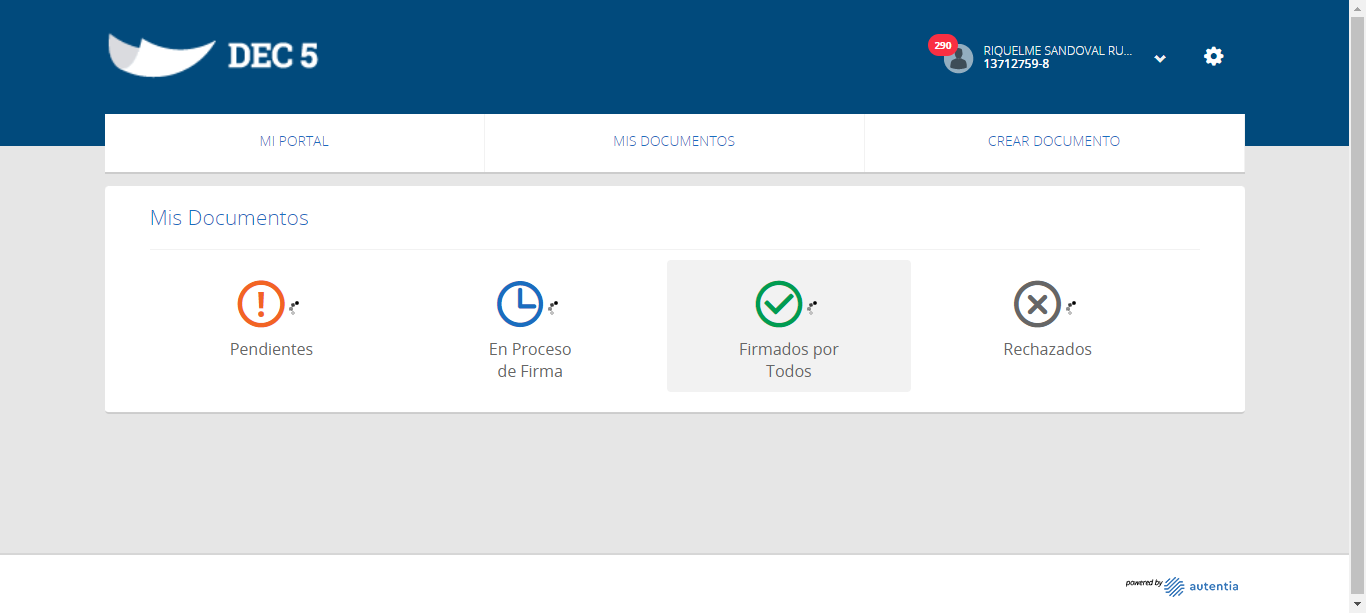 DEC 5
290
RIQUELME SANDOVAL RU...
13712759-8
MI PORTAL
MIS DOCUMENTOS
CREAR DOCUMENTO
Mis Documentos
Pendientes
En Proceso
de Firma
Firmados por
Todos
Rechazados
powered by
autentia